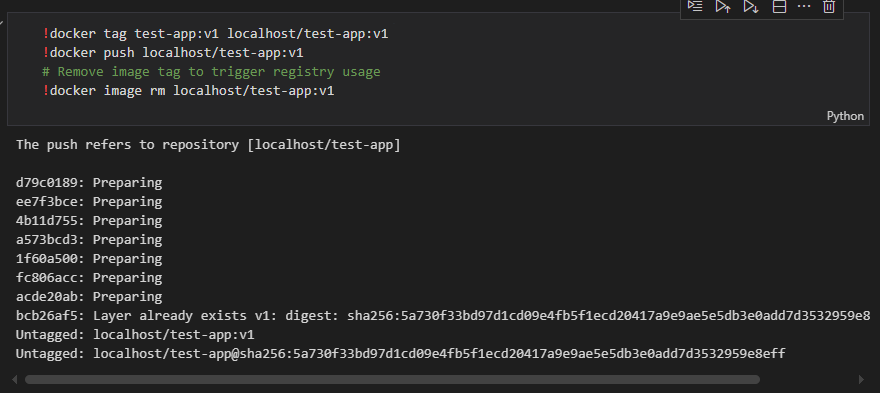 !docker tag test-app:v1 localhost/test-app:v1
!docker push localhost/test-app:v1
# Remove image tag to trigger registry usage
!docker image rm localhost/test-app:v1
Python
The push refers to repository [localhost/test-app]
d79c0189: Preparing
ee7f3bce: Preparing
4b11d755: Preparing
a573bcd3: Preparing
1f60a500: Preparing
fc806acc: Preparing
acde20ab: Preparing
bcb26af5: Layer already exists v1: digest: sha256:5a730f33bd97d1cd09e4fb5f1ecd20417a9e9ae5e5db3e0add7d3532959e8
Untagged: localhost/test-app:v1
Untagged: localhost/test-app@sha256:5a730f33bd97d1cd09e4fb5f1ecd20417a9e9ae5e5db3e0add7d3532959e8eff